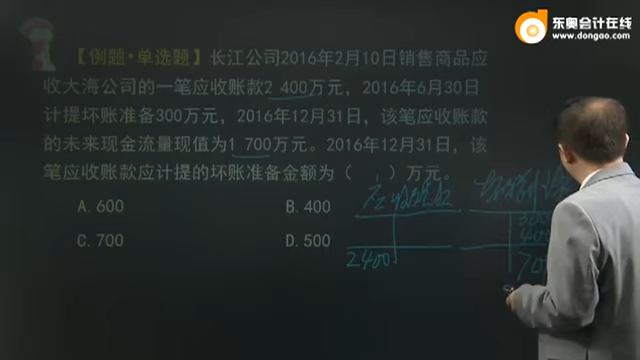 东奥会计在线
www.dongao.com
【例题·单选题】长江公司2016年2月10日销售商品应
收大海公司的一笔应收账款2 400万元，2016年6月30日
计提坏账准备300万元，2016年12月31日，该笔应收账款
的未来现金流量现值为1 700万元。2016年12月31日，该
笔应收账款应计提的坏账准备金额为（ ）万元。
A.600
B.400
C.700
D.500
应收账款
坏账准备
300
400
2400